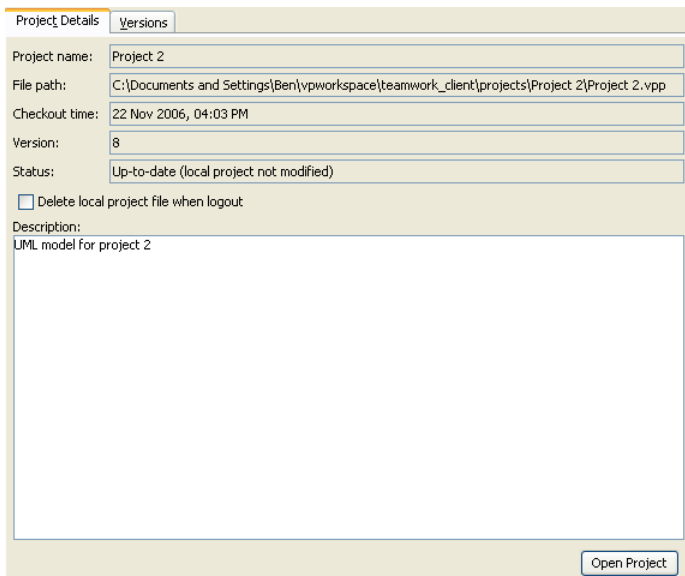 Project Details Versions
Project name: Project 2
File path: C:\Documents and Settings\Ben\vpworkspace\teamwork_client\projects\Project 2\Project 2.vpp
Checkout time: 22 Nov 2006, 04:03 PM
Version: 8
Status: Up-to-date (local project not modified)
Delete local project file when logout
Description:
UML model for project 2
Open Project